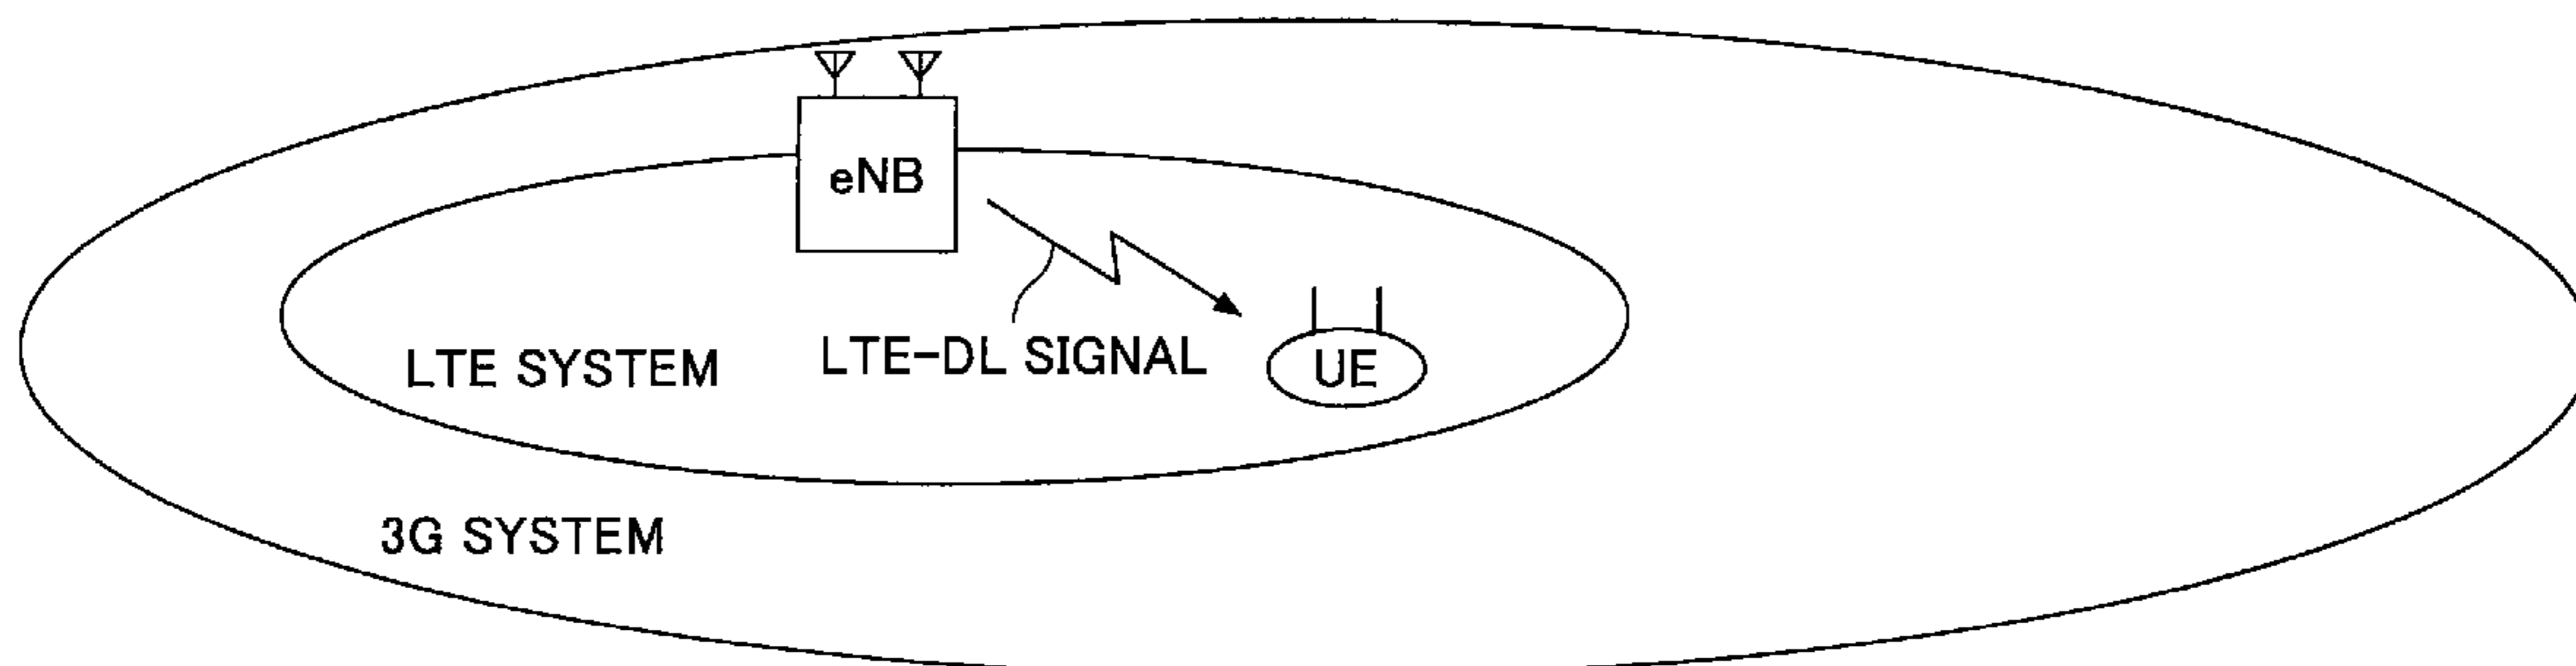 eNB
LTE SYSTEM
LTE-DL SIGNAL
UE
3G SYSTEM